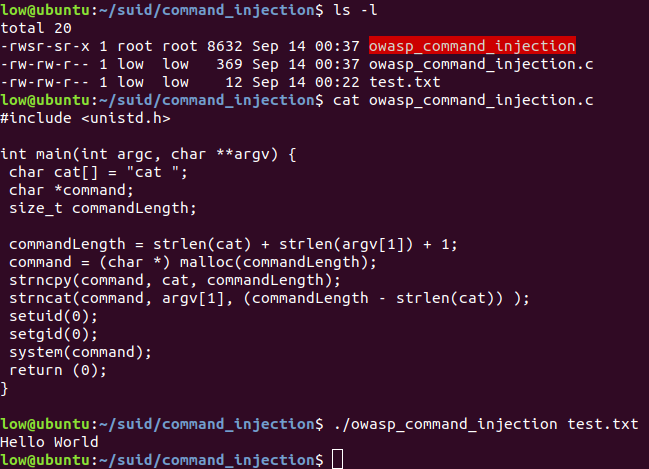 low@ubuntu:~/suid/command_injection$ ls -l
total 20
-rwsr-sr-x 1 root root 8632 Sep 14 00:37 owasp_command_injection
-rw-rw-r-- 1 low  low   369 Sep 14 00:37 owasp_command_injection.c
-rw-rw-r-- 1 low  low    12 Sep 14 00:22 test.txt
low@ubuntu:~/suid/command_injection$ cat owasp_command_injection.c
#include <unistd.h>

int main(int argc, char **argv) {
 char cat[] = "cat ";
 char *command;
 size_t commandLength;

 commandLength = strlen(cat) + strlen(argv[1]) + 1;
 command = (char *) malloc(commandLength);
 strncpy(command, cat, commandLength);
 strncat(command, argv[1], (commandLength - strlen(cat)) );
 setuid(0);
 setgid(0);
 system(command);
 return (0);
}

low@ubuntu:~/suid/command_injection$ ./owasp_command_injection test.txt
Hello World
low@ubuntu:~/suid/command_injection$